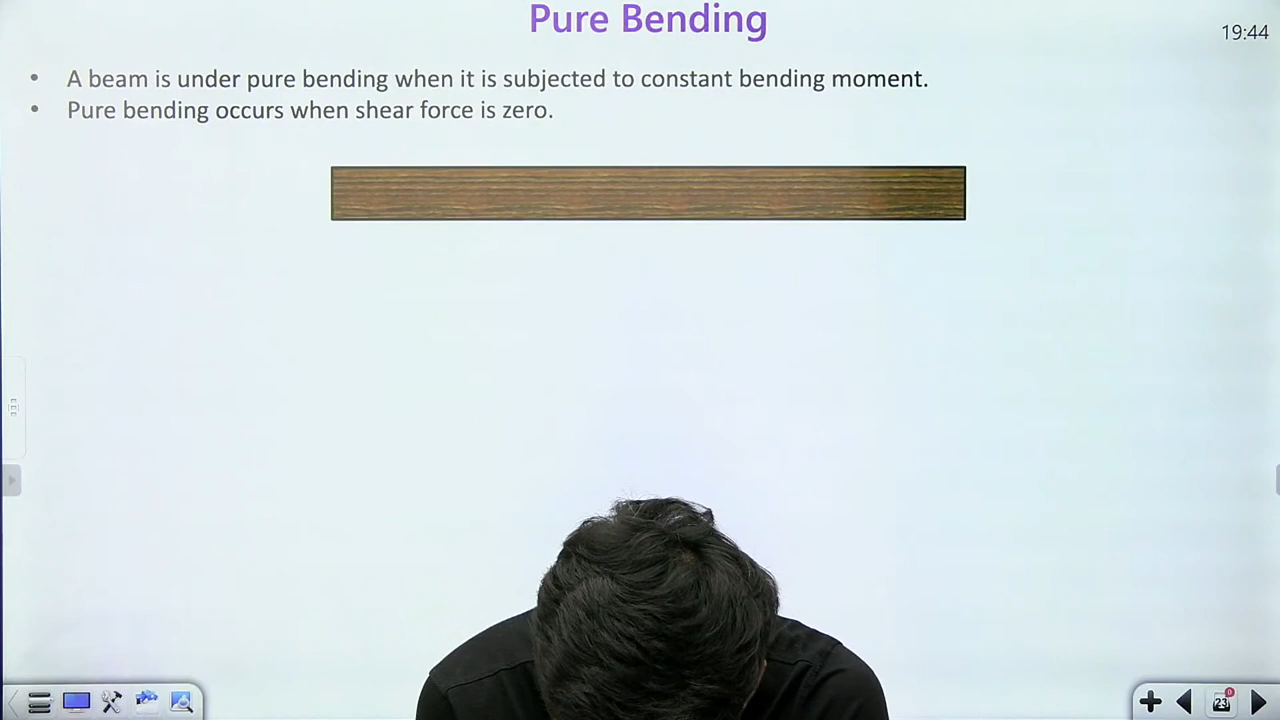 Pure Bending
19:44
• A beam is under pure bending when it is subjected to constant bending moment.
• Pure bending occurs when shear force is zero.
23
0